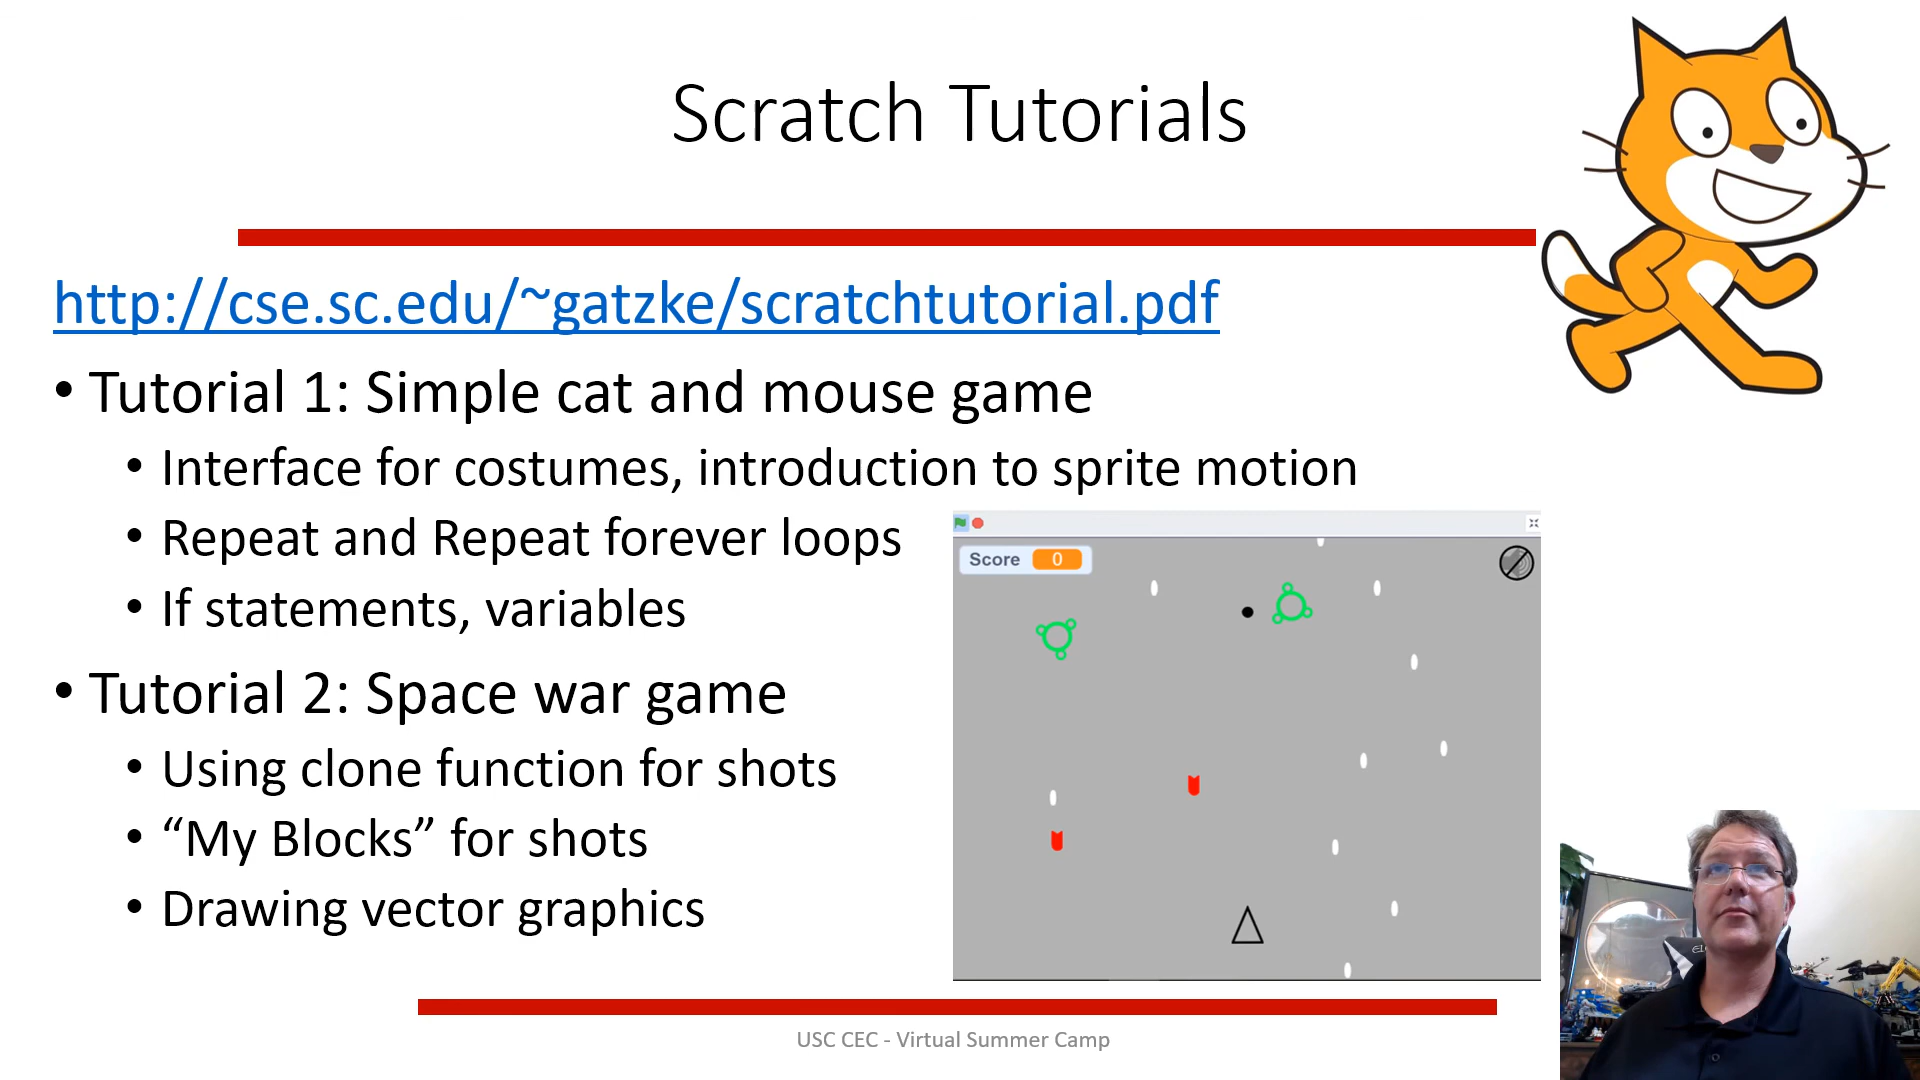 Scratch Tutorials
http://cse.sc.edu/~gatzke/scratchtutorial.pdf
• Tutorial 1: Simple cat and mouse game
• Interface for costumes, introduction to sprite motion
• Repeat and Repeat forever loops
• If statements, variables
• Tutorial 2: Space war game
• Using clone function for shots
• “My Blocks” for shots
• Drawing vector graphics
Score 0
USC CEC - Virtual Summer Camp